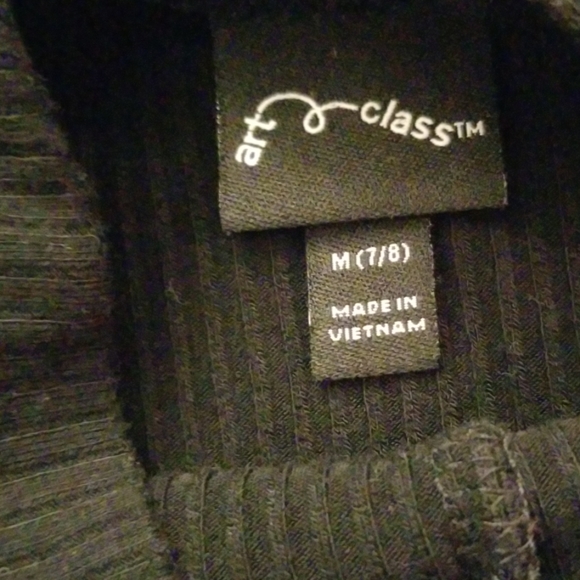 art class™
M (7/8)
MADE IN
VIETNAM